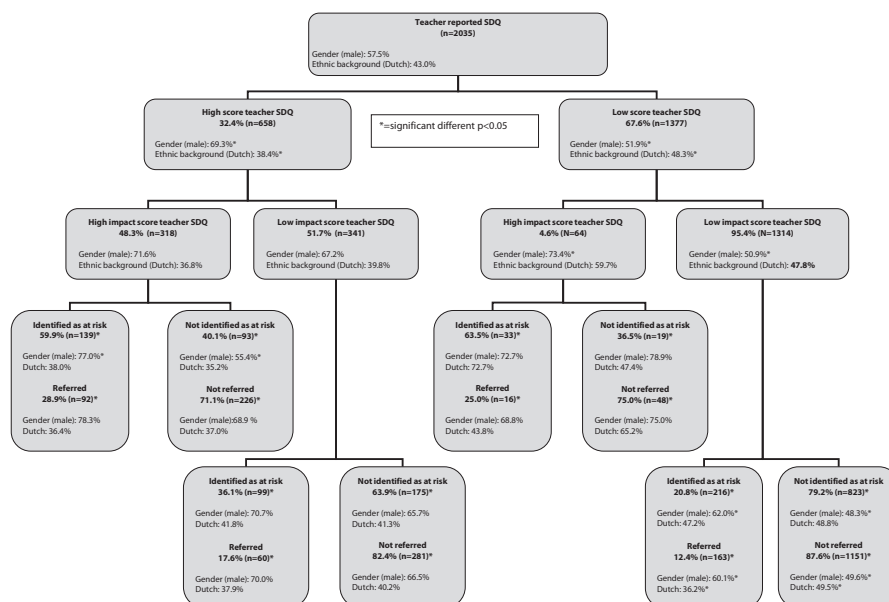 Teacher reported SDQ
(n=2035)
Gender (male): 57.5%
Ethnic background (Dutch): 43.0%
High score teacher SDQ
32.4% (n=658)
Gender (male): 69.3%*
Ethnic background (Dutch): 38.4%*
*=significant different p<0.05
Low score teacher SDQ
67.6% (n=1377)
Gender (male): 51.9%*
Ethnic background (Dutch): 48.3%*
High impact score teacher SDQ
48.3% (n=318)
Gender (male): 71.6%
Ethnic background (Dutch): 36.8%
Low impact score teacher SDQ
51.7% (n=341)
Gender (male): 67.2%
Ethnic background (Dutch): 39.8%
High impact score teacher SDQ
4.6% (N=64)
Gender (male): 73.4%*
Ethnic background (Dutch): 59.7%
Low impact score teacher SDQ
95.4% (N=1314)
Gender (male): 50.9%*
Ethnic background (Dutch): 47.8%
Identified as at risk
59.9% (n=139)*
Gender (male): 77.0%*
Dutch: 38.0%
Referred
28.9% (n=92)*
Gender (male): 78.3%
Dutch: 36.4%
Not identified as at risk
40.1% (n=93)*
Gender (male): 55.4%*
Dutch: 35.2%
Not referred
71.1% (n=226)*
Gender (male):68.9 %
Dutch: 37.0%
Identified as at risk
63.5% (n=33)*
Gender (male): 72.7%
Dutch: 72.7%
Referred
25.0% (n=16)*
Gender (male): 68.8%
Dutch: 43.8%
Not identified as at risk
36.5% (n=19)*
Gender (male): 78.9%
Dutch: 47.4%
Not referred
75.0% (n=48)*
Gender (male): 75.0%
Dutch: 65.2%
Identified as at risk
36.1% (n=99)*
Gender (male): 70.7%
Dutch: 41.8%
Referred
17.6% (n=60)*
Gender (male): 70.0%
Dutch: 37.9%
Not identified as at risk
63.9% (n=175)*
Gender (male): 65.7%
Dutch: 41.3%
Not referred
82.4% (n=281)*
Gender (male): 66.5%
Dutch: 40.2%
Identified as at risk
20.8% (n=216)*
Gender (male): 62.0%*
Dutch: 47.2%
Referred
12.4% (n=163)*
Gender (male): 60.1%*
Dutch: 36.2%*
Not identified as at risk
79.2% (n=823)*
Gender (male): 48.3%*
Dutch: 48.8%
Not referred
87.6% (n=1151)*
Gender (male): 49.6%*
Dutch: 49.5%*